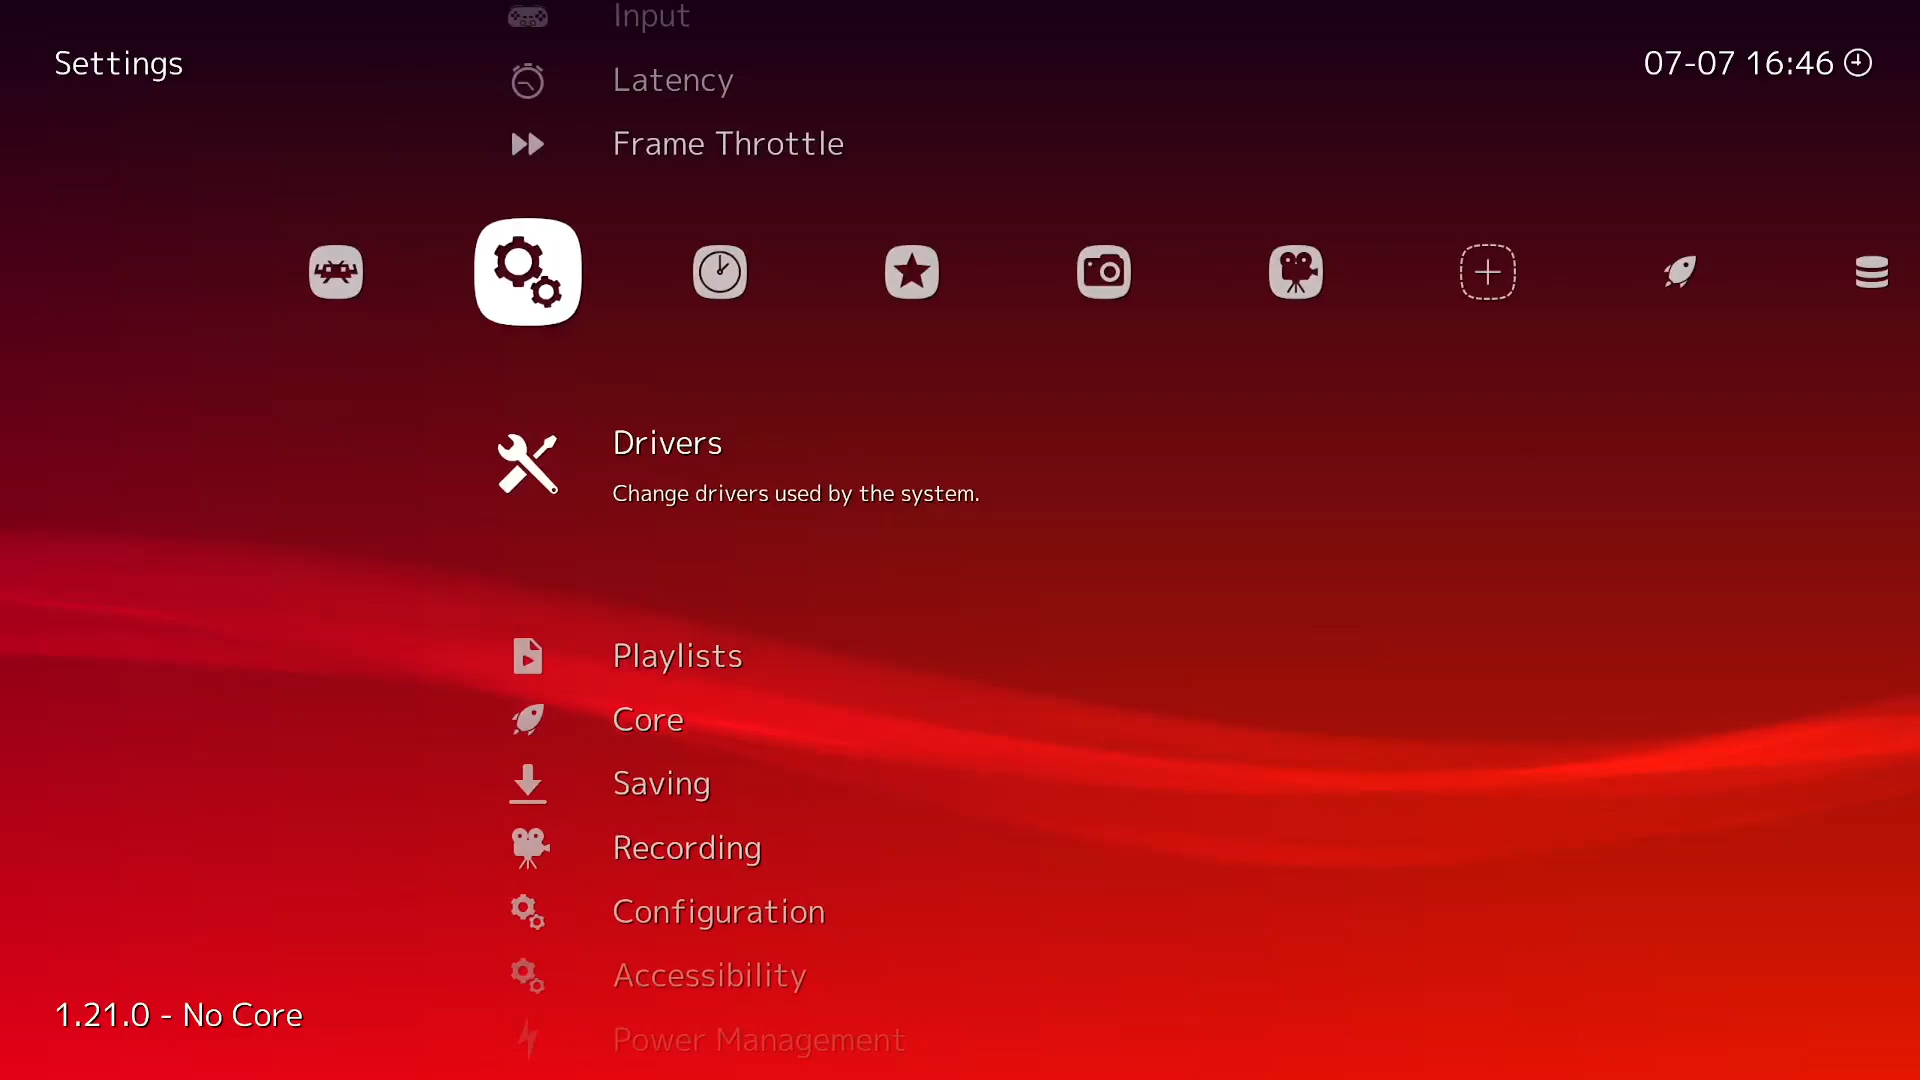 Input
Settings
07-07 16:46
Latency
Frame Throttle
Drivers
Change drivers used by the system.
Playlists
Core
Saving
Recording
Configuration
Accessibility
1.21.0 - No Core
Power Management